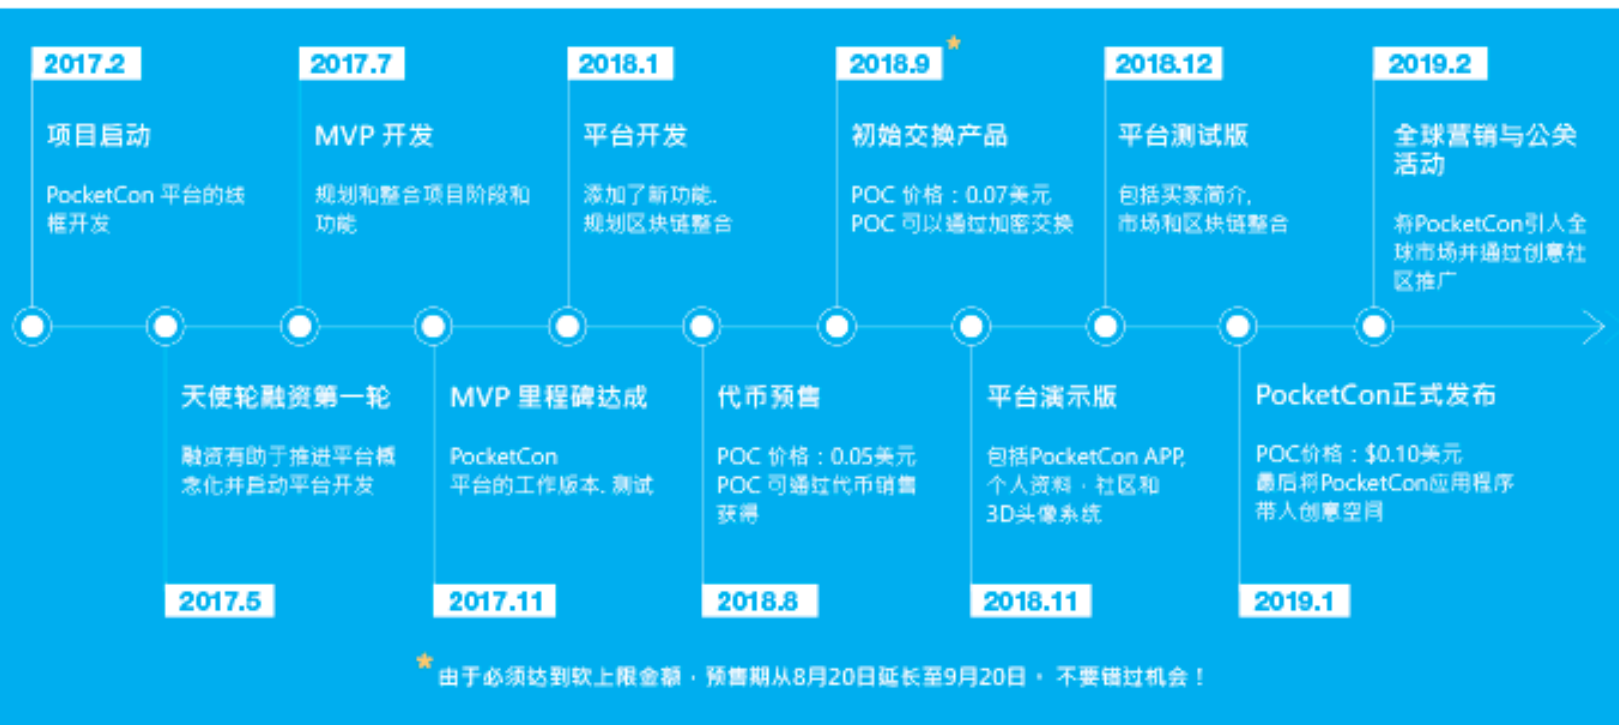 2017.2
项目启动
PocketCon 平台的线
框开发
天使轮融资第一轮
融资有助于推进平台概
念化并启动平台开发
2017.5
2017.7
MVP 开发
规划和整合项目阶段和
功能
MVP 里程碑达成
PocketCon
平台的工作版本. 测试
2017.11
2018.1
平台开发
添加了新功能.
规划区块链整合
代币预售
POC 价格：0.05美元
POC 可通过代币销售
获得
2018.8
2018.9 *
初始交换产品
POC 价格：0.07美元
POC 可以通过加密交换
平台演示版
包括PocketCon APP,
个人资料，社区和
3D头像系统
2018.11
2018.12
平台测试版
包括买家简介,
市场和区块链整合
PocketCon正式发布
POC价格：$0.10美元
最后将PocketCon应用程序
带人创意空间
2019.1
2019.2
全球营销与公关
活动
将PocketCon引人全
球市场并通过创意社
区推广
* 由于必须达到软上限金额，预售期从8月20日延长至9月20日。 不要错过机会！